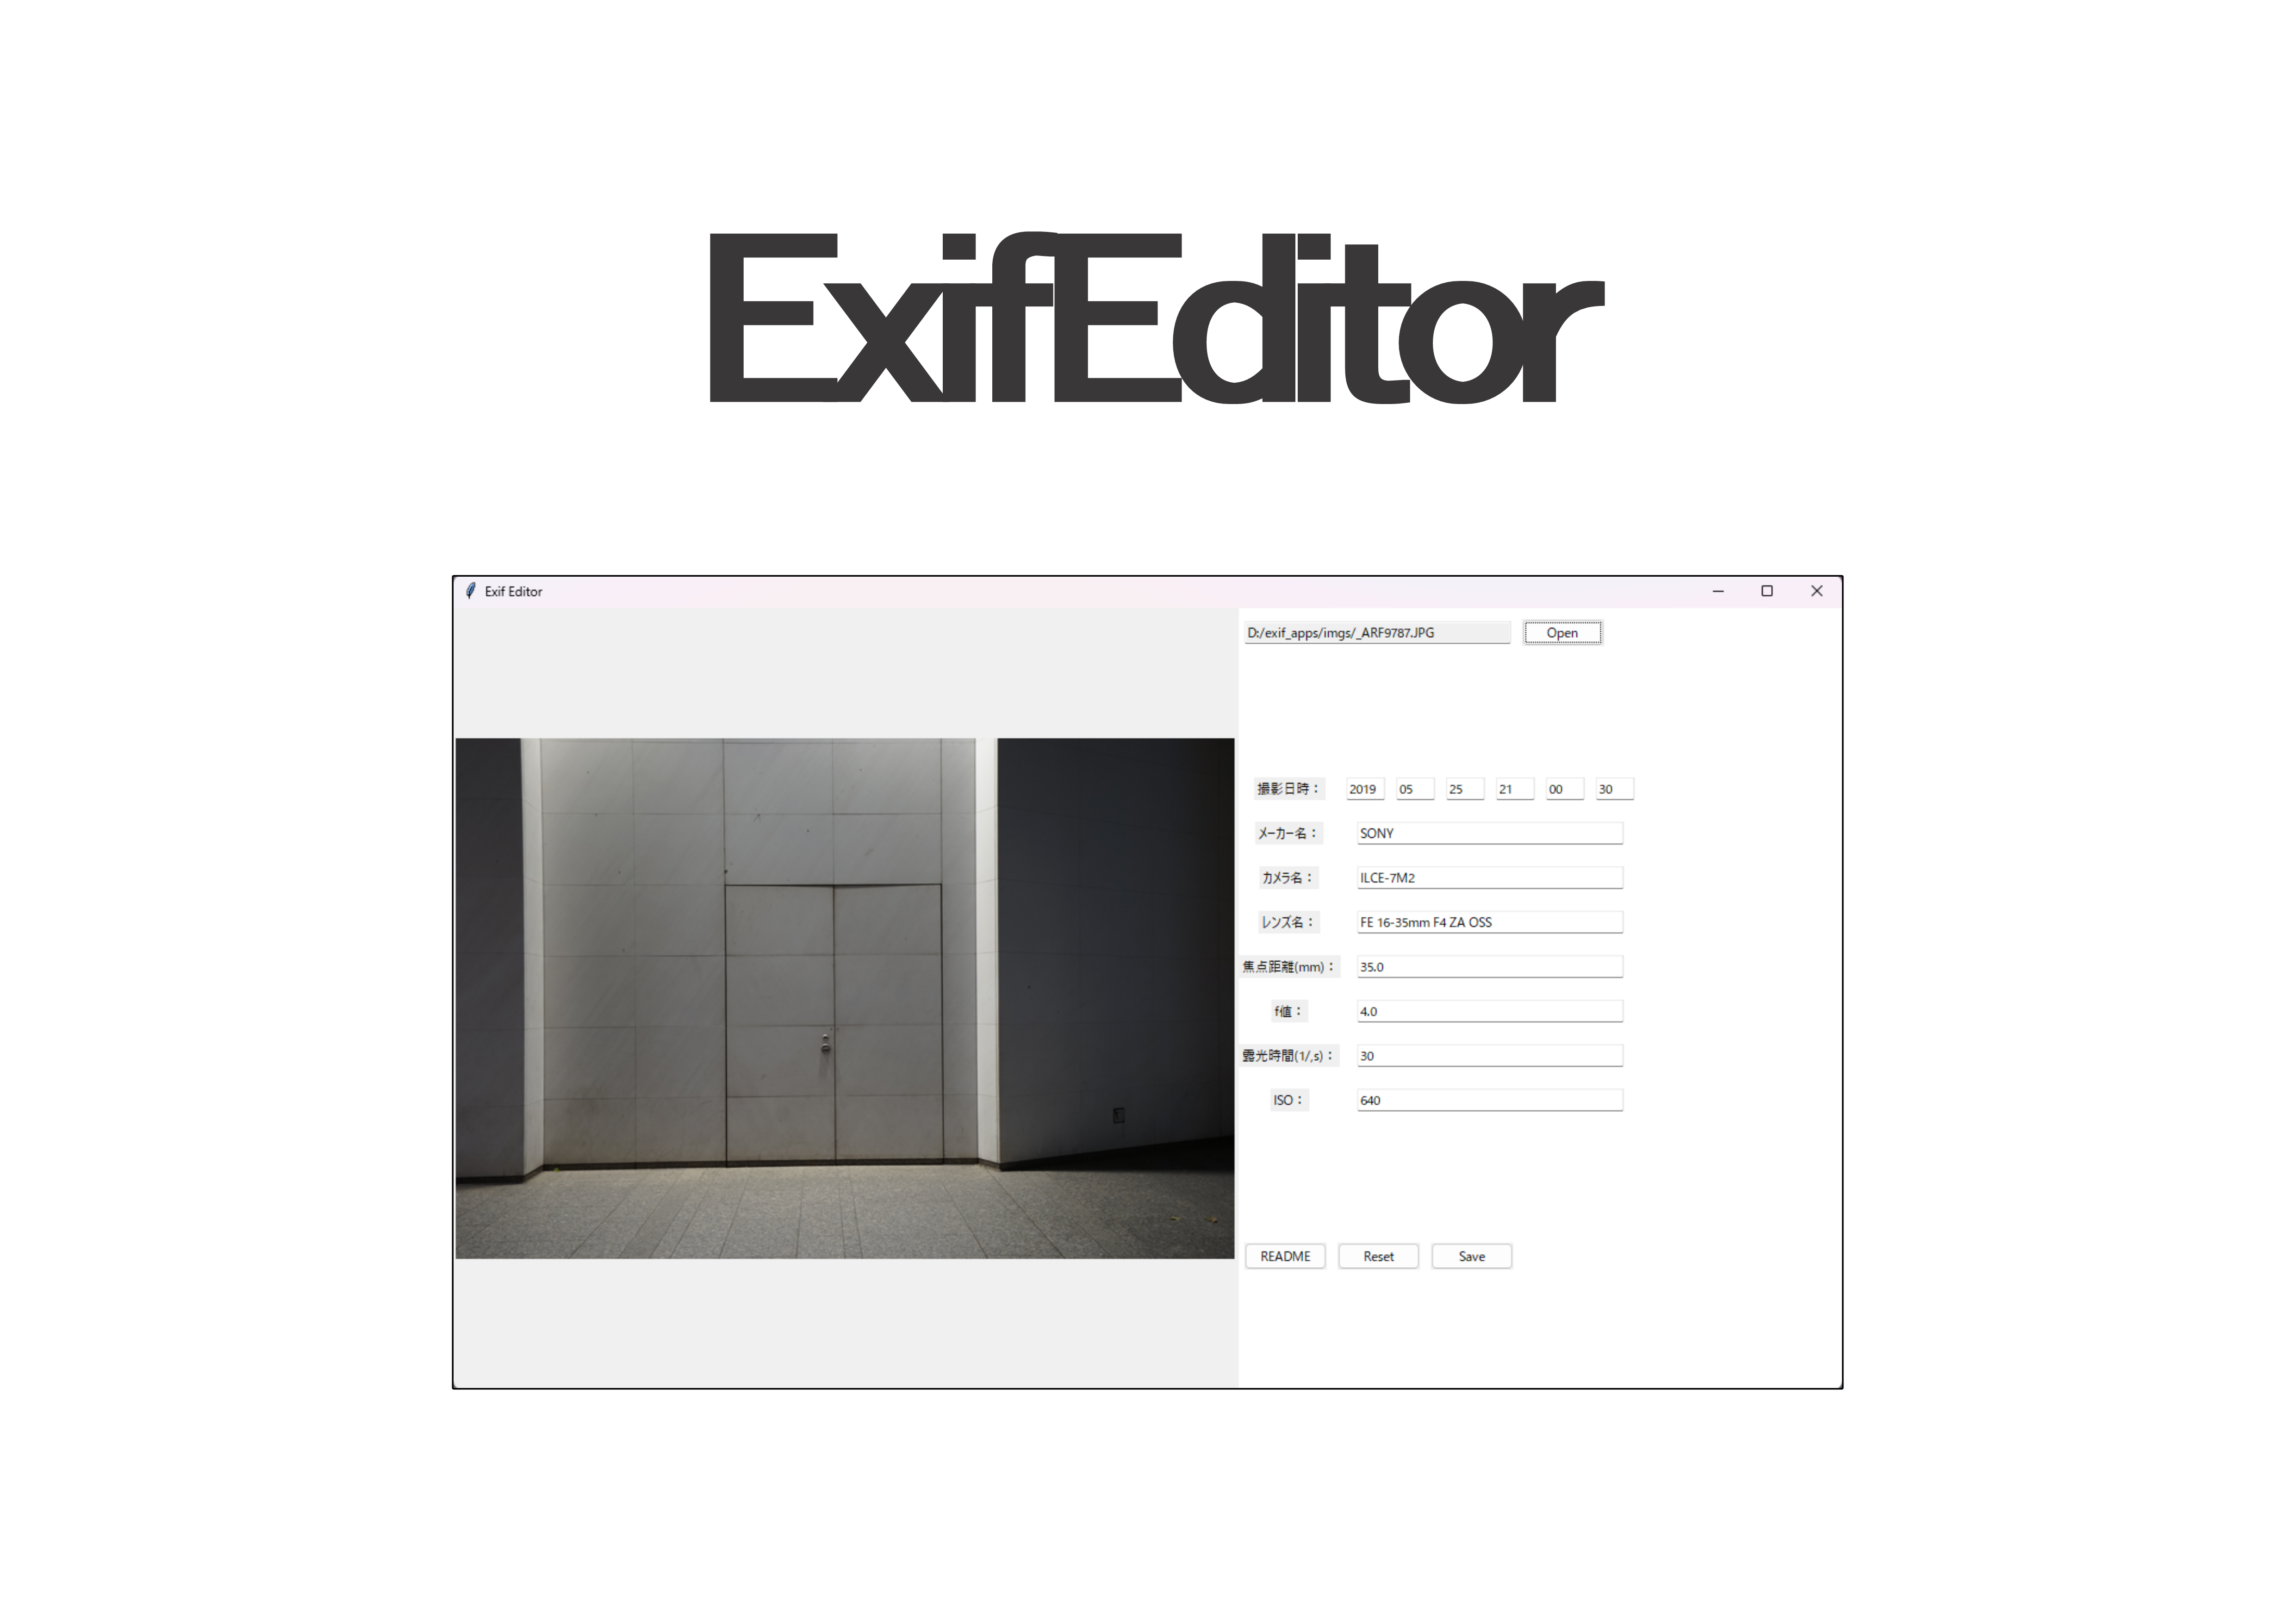 ExifEditor
Exif Editor
D:/exif_apps/imgs/_ARF9787.JPG Open
撮影日時： 2019 05 25 21 00 30
メーカー名： SONY
カメラ名： ILCE-7M2
レンズ名： FE 16-35mm F4 ZA OSS
焦点距離(mm)： 35.0
f値： 4.0
露光時間(1/,s)： 30
ISO： 640
README Reset Save